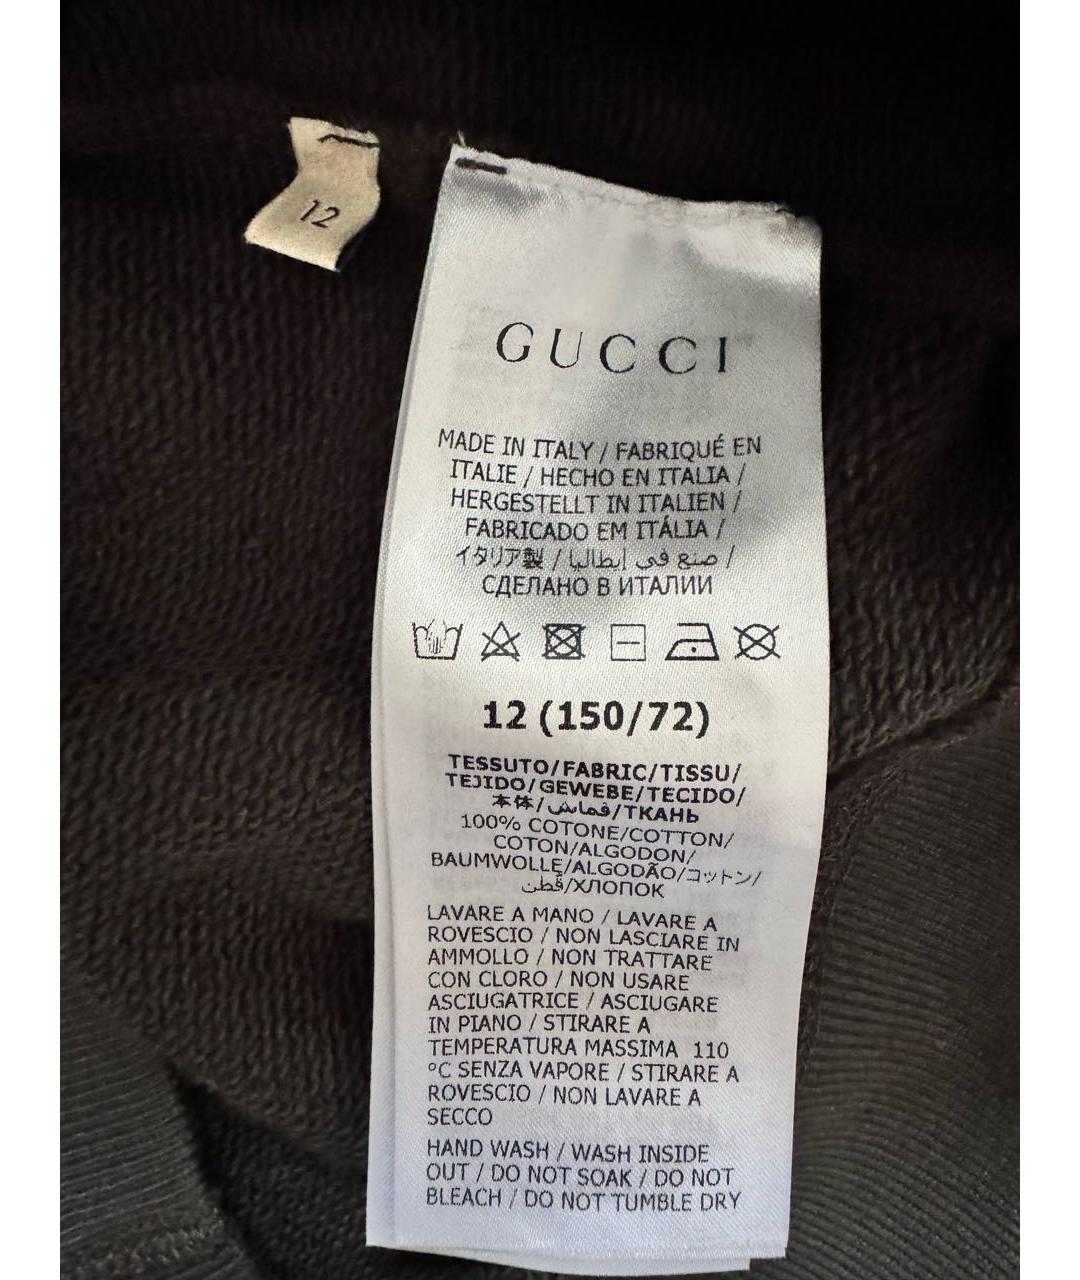 12
GUCCI
MADE IN ITALY / FABRIQUÉ EN
ITALIE / HECHO EN ITALIA /
HERGESTELLT IN ITALIEN /
FABRICADO EM ITÁLIA /
イタリア製 / صنع في إيطاليا /
СДЕЛАНО В ИТАЛИИ
12 (150/72)
TESSUTO/FABRIC/TISSU/
TEJIDO/GEWEBE/TECIDO/
本体/قماش/ТКАНЬ
100% COTONE/COTTON/
COTON/ALGODON/
BAUMWOLLE/ALGODÃO/コットン/
قطن/ХЛОПОК
LAVARE A MANO / LAVARE A
ROVESCIO / NON LASCIARE IN
AMMOLLO / NON TRATTARE
CON CLORO / NON USARE
ASCIUGATRICE / ASCIUGARE
IN PIANO / STIRARE A
TEMPERATURA MASSIMA 110
°C SENZA VAPORE / STIRARE A
ROVESCIO / NON LAVARE A
SECCO
HAND WASH / WASH INSIDE
OUT / DO NOT SOAK / DO NOT
BLEACH / DO NOT TUMBLE DRY